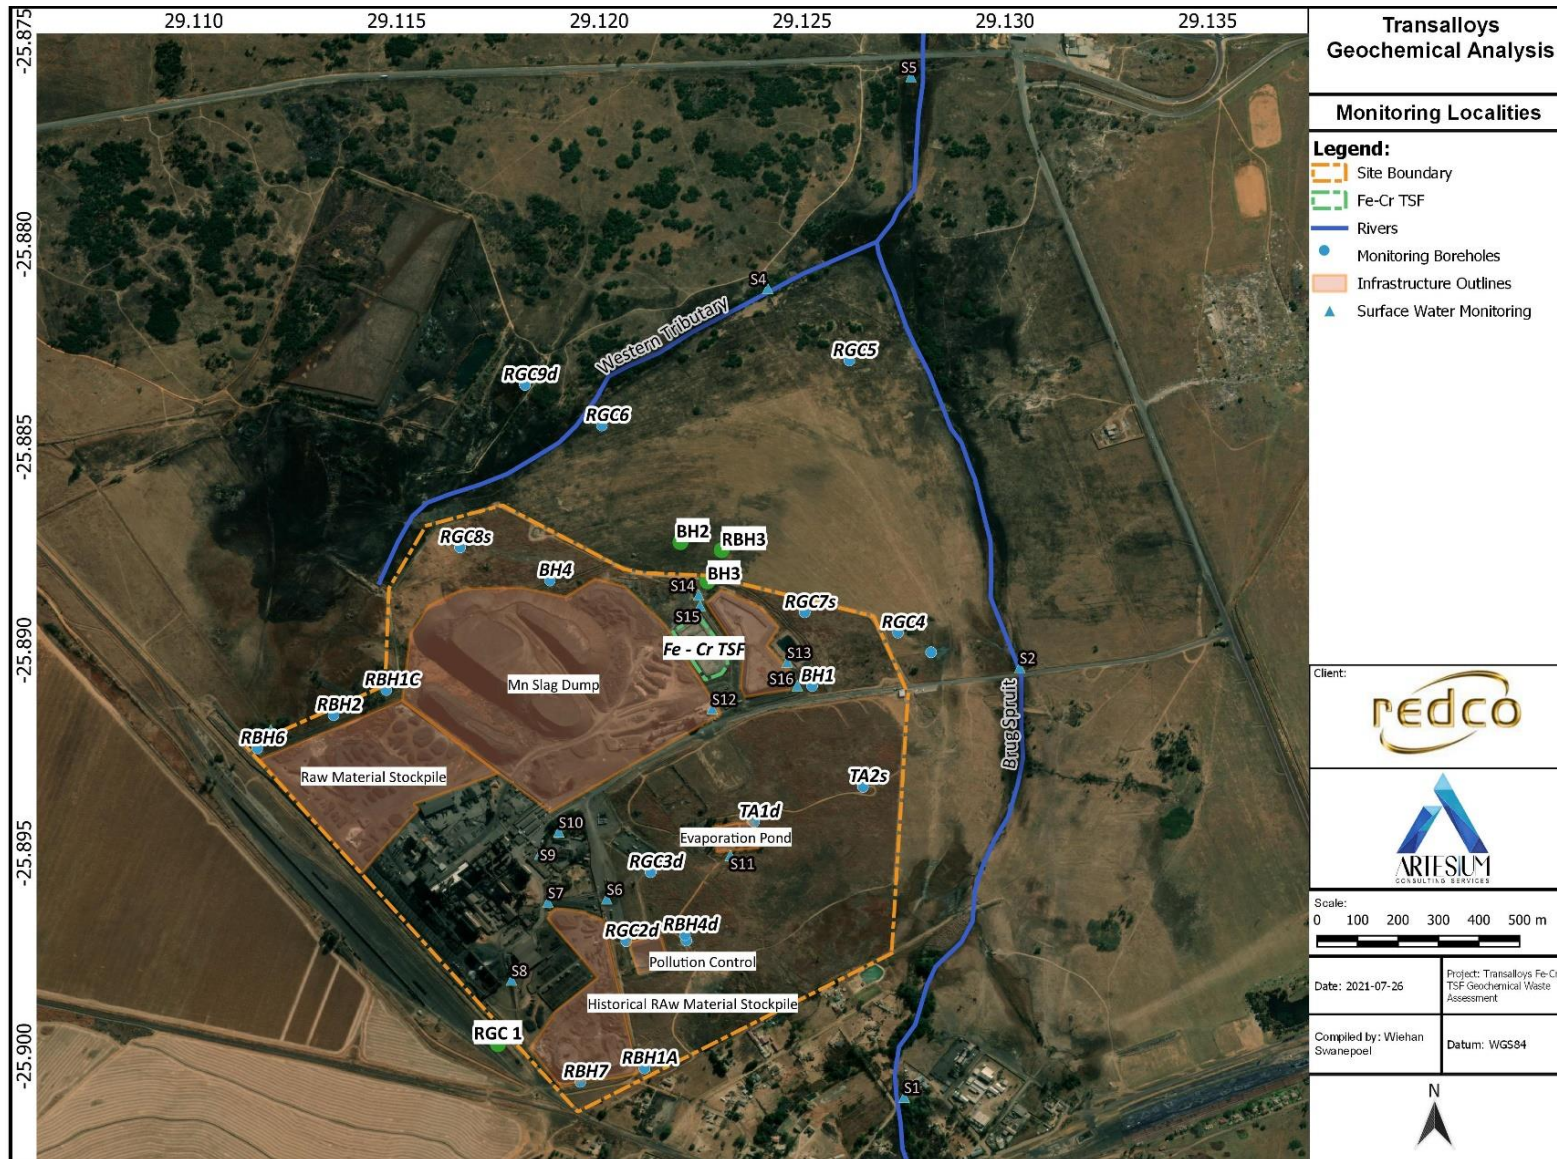 29.110
29.115
29.120
29.125
29.130
29.135
-25.875
-25.880
-25.885
-25.890
-25.895
-25.900
S5
S4
Western Tributary
RGC5
RGC9d
RGC6
BH2
RBH3
RGC8s
BH4
BH3
S14
S15
RGC7s
RGC4
Fe - Cr TSF
S13
S2
S16
BH1
RBH1C
Mn Slag Dump
S12
RBH2
RBH6
Brug Spruit
Raw Material Stockpile
TA2s
TA1d
S10
Evaporation Pond
S9
S11
RGC3d
S7
S6
RGC2d
RBH4d
Pollution Control
S8
Historical RAw Material Stockpile
RGC 1
RBH1A
RBH7
S1
Transalloys
Geochemical Analysis
Monitoring Localities
Legend:
Site Boundary
Fe-Cr TSF
Rivers
Monitoring Boreholes
Infrastructure Outlines
Surface Water Monitoring
Client:
redco
ARTESIUM
CONSULTING SERVICES
Scale:
0 100 200 300 400 500 m
Date: 2021-07-26
Project: Transalloys Fe-Cr
TSF Geochemical Waste
Assessment
Compiled by: Wiehan
Swanepoel
Datum: WGS84
N